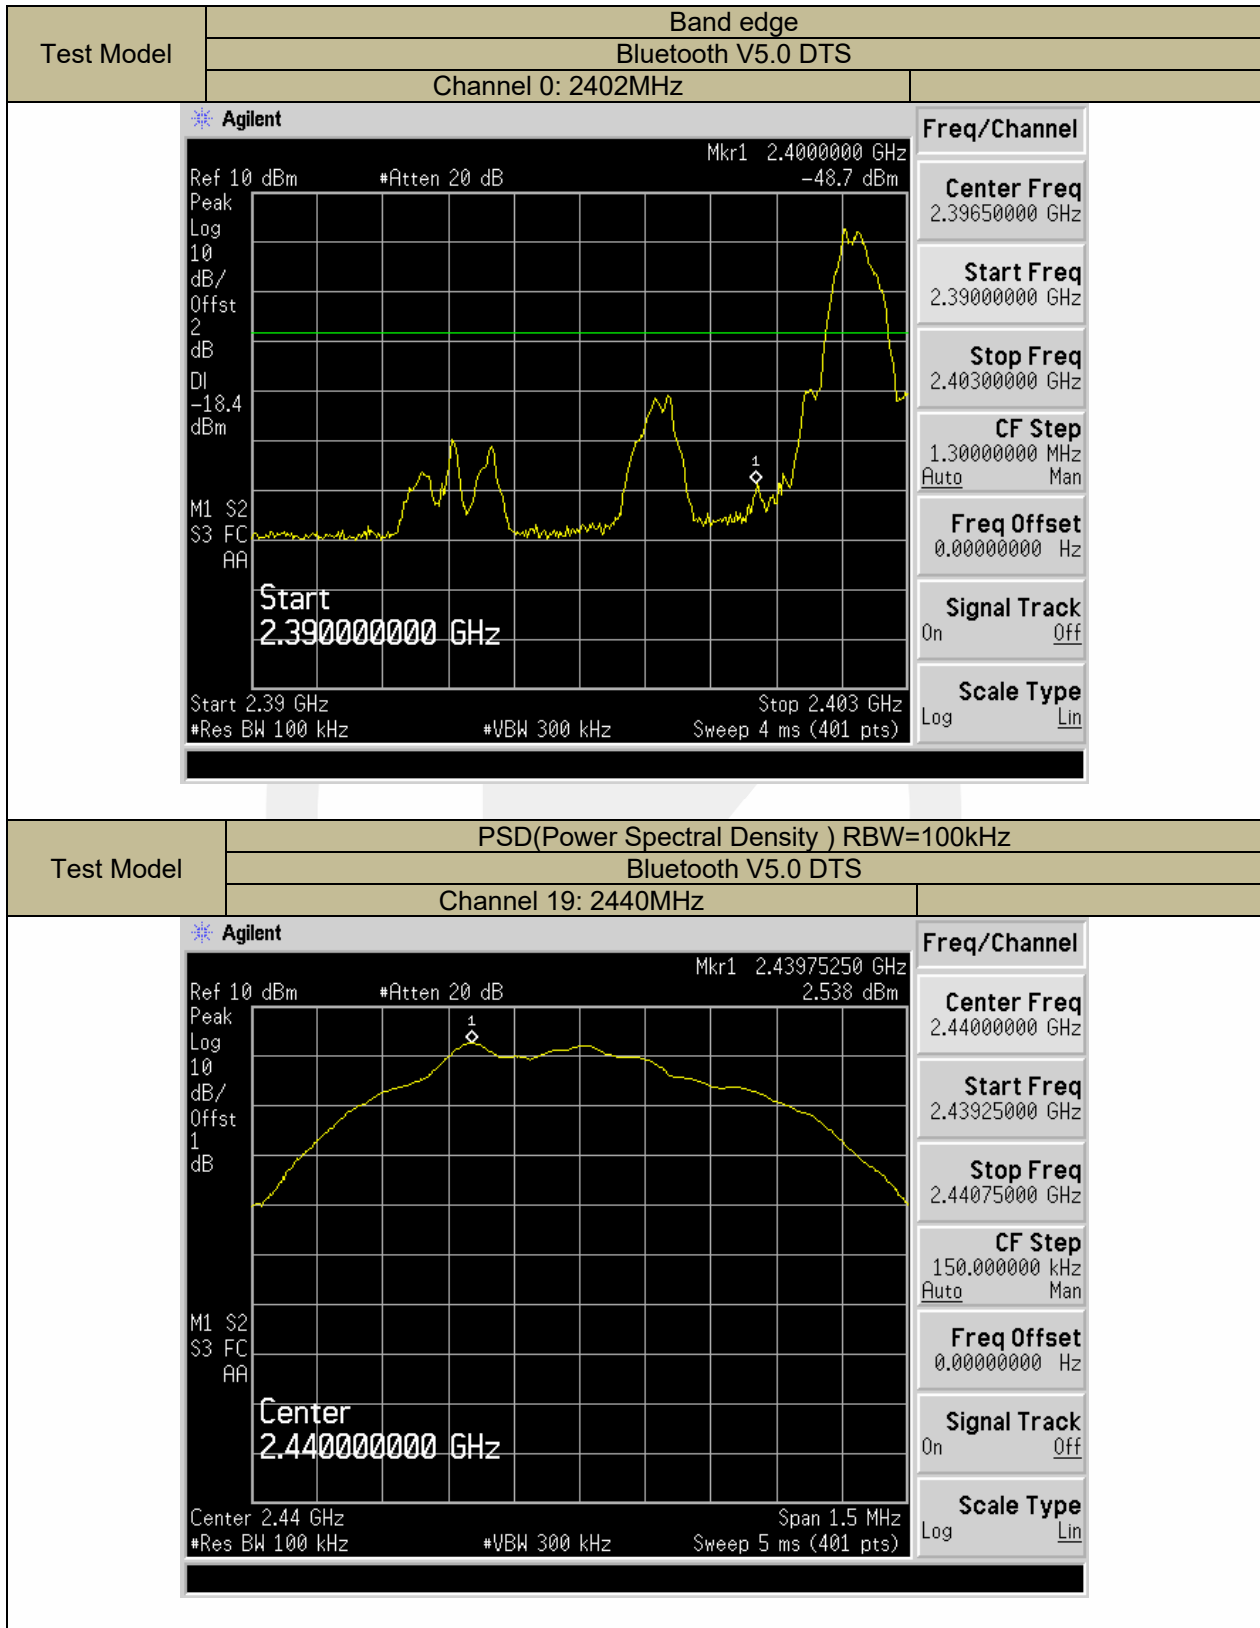 Test Model
Band edge
Bluetooth V5.0 DTS
Channel 0: 2402MHz
Agilent
Freq/Channel
Mkr1 2.4000000 GHz
Ref 10 dBm #Atten 20 dB -48.7 dBm
Peak
Log
10
dB/
Offst
2
dB
DI
-18.4
dBm
M1 S2
S3 FC
AA
1
Start
2.390000000 GHz
Start 2.39 GHz Stop 2.403 GHz
#Res BW 100 kHz #VBW 300 kHz Sweep 4 ms (401 pts)
Center Freq
2.39650000 GHz
Start Freq
2.39000000 GHz
Stop Freq
2.40300000 GHz
CF Step
1.30000000 MHz
Auto Man
Freq Offset
0.00000000 Hz
Signal Track
On Off
Scale Type
Log Lin
Test Model
PSD(Power Spectral Density ) RBW=100kHz
Bluetooth V5.0 DTS
Channel 19: 2440MHz
Agilent
Freq/Channel
Mkr1 2.43975250 GHz
Ref 10 dBm #Atten 20 dB 2.538 dBm
Peak
Log
10
dB/
Offst
1
dB
M1 S2
S3 FC
AA
1
Center
2.440000000 GHz
Center 2.44 GHz Span 1.5 MHz
#Res BW 100 kHz #VBW 300 kHz Sweep 5 ms (401 pts)
Center Freq
2.44000000 GHz
Start Freq
2.43925000 GHz
Stop Freq
2.44075000 GHz
CF Step
150.000000 kHz
Auto Man
Freq Offset
0.00000000 Hz
Signal Track
On Off
Scale Type
Log Lin